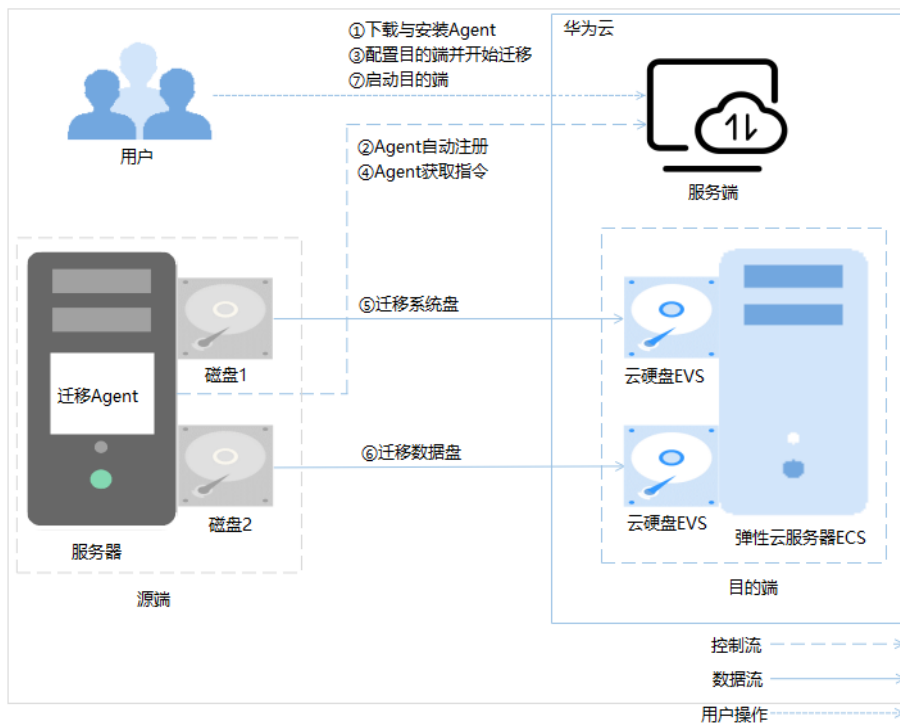 ①下载与安装Agent
③配置目的端并开始迁移
⑦启动目的端
华为云
用户
②Agent自动注册
④Agent获取指令
服务端
⑤迁移系统盘
磁盘1
云硬盘EVS
迁移Agent
⑥迁移数据盘
磁盘2
云硬盘EVS
服务器
弹性云服务器ECS
源端
目的端
控制流
数据流
用户操作